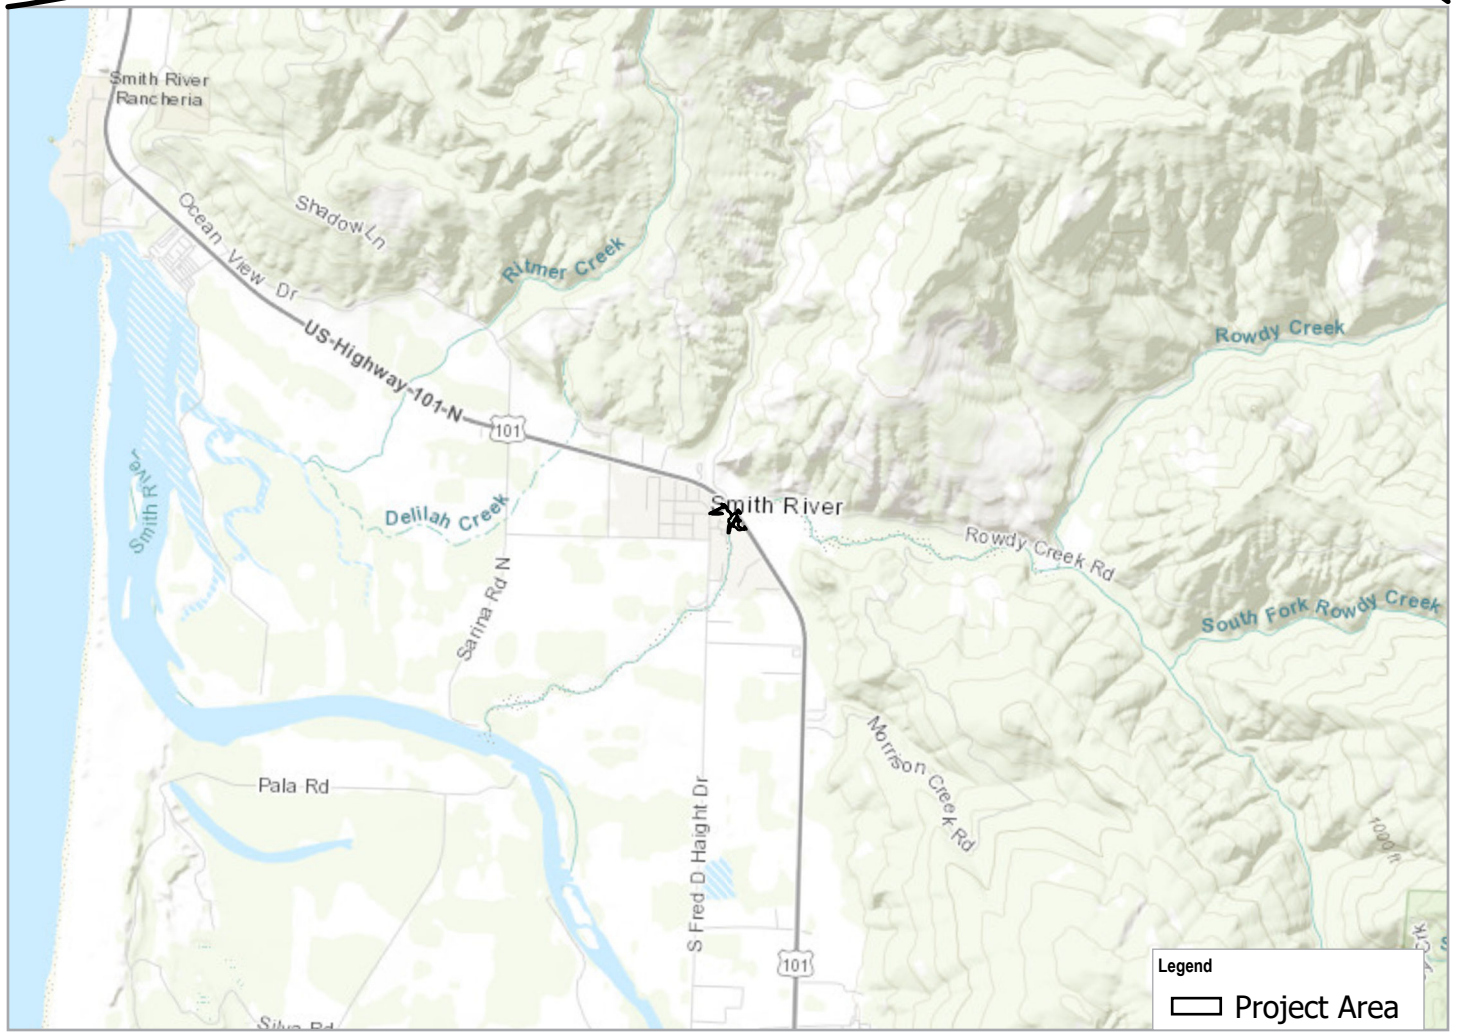 Smith River
Rancheria
Ocean View Dr
Shadow Ln
Ritmer Creek
US-Highway-101-N
101
Rowdy Creek
Smith River
Delilah Creek
Smith River
Rowdy Creek Rd
Sarina Rd N
South Fork Rowdy Creek
Morrison Creek Rd
Pala Rd
S Fred D Haight Dr
1000 ft
101
Silva Rd
Legend
Project Area